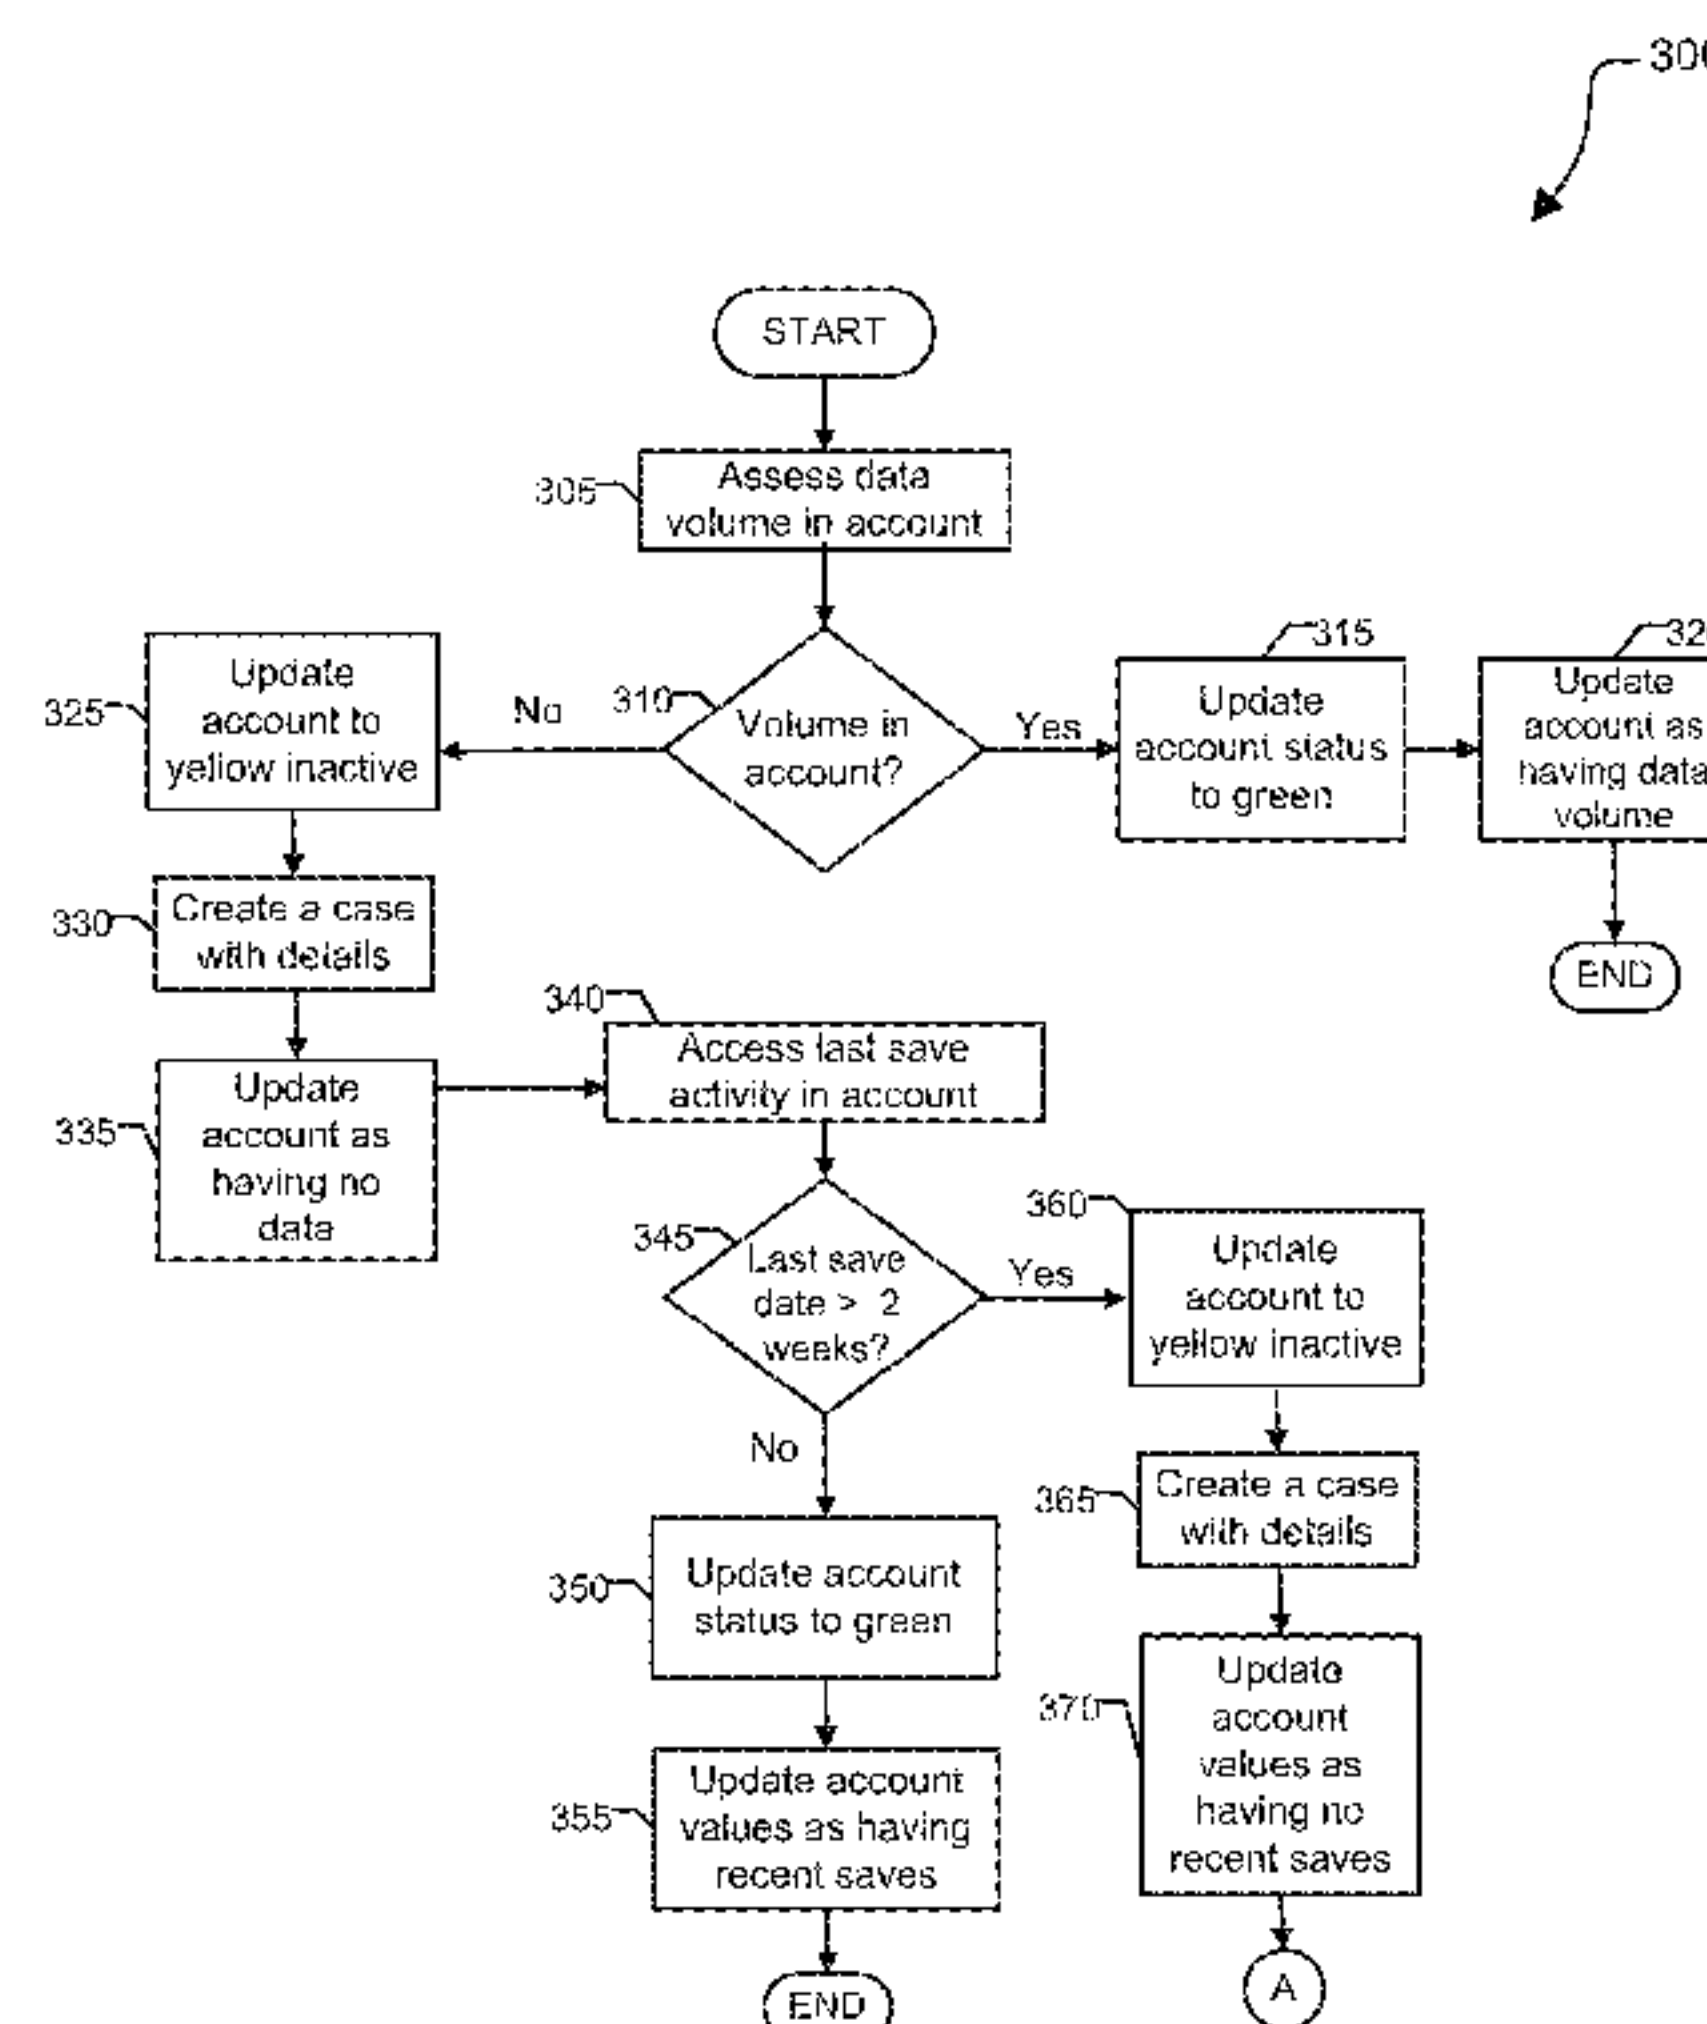 START
305
Assess data
volume in account
310
Volume in
account?
Yes
315
Update
account status
to green
Update
account as
having data
volume
END
No
325
Update
account to
yellow inactive
330
Create a case
with details
335
Update
account as
having no
data
340
Access last save
activity in account
345
Last save
date > 2
weeks?
Yes
360
Update
account to
yellow inactive
365
Create a case
with details
370
Update
account
values as
having no
recent saves
A
No
350
Update account
status to green
355
Update account
values as having
recent saves
END